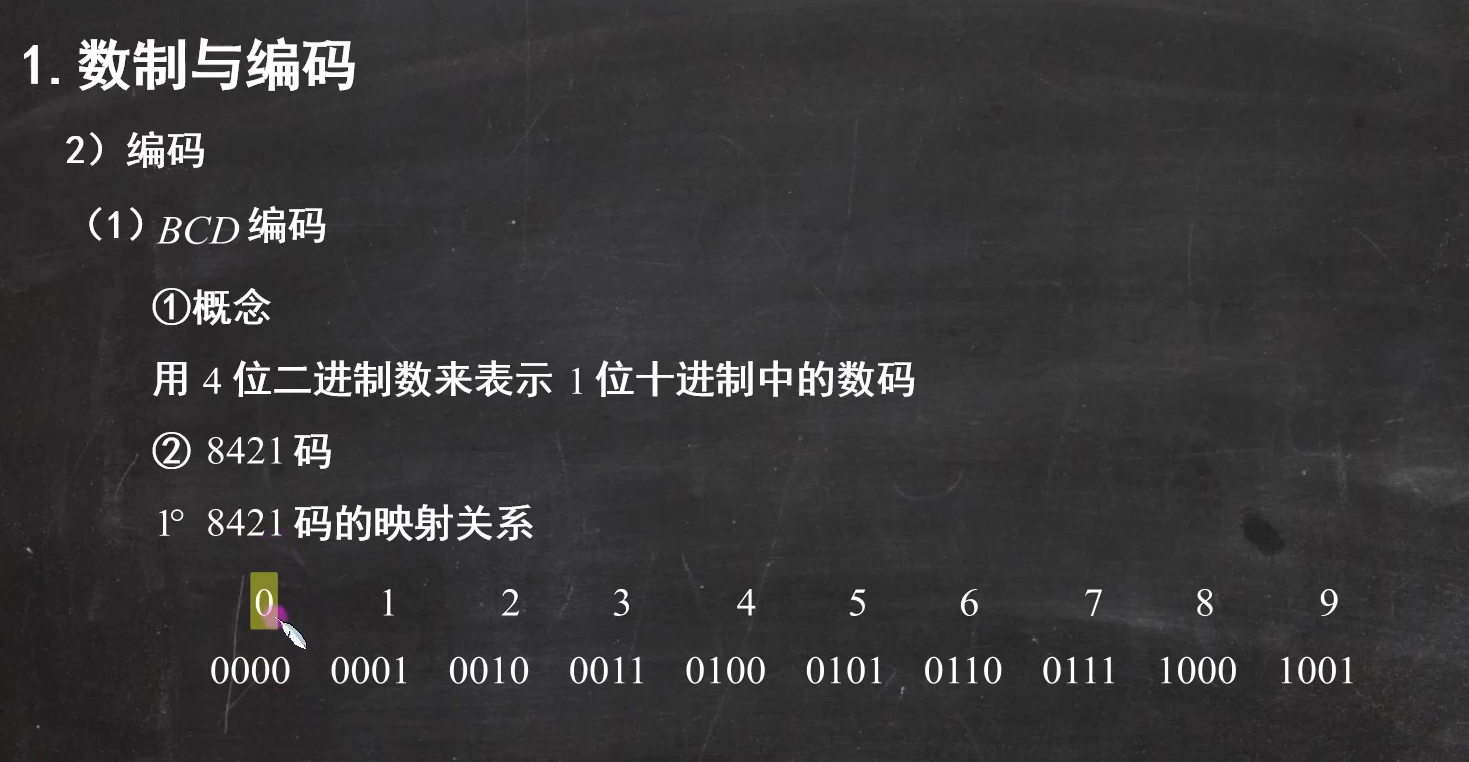 1.数制与编码
2）编码
（1）BCD编码
①概念
用 4 位二进制数来表示 1 位十进制中的数码
② 8421 码
1° 8421 码的映射关系
0 1 2 3 4 5 6 7 8 9
0000 0001 0010 0011 0100 0101 0110 0111 1000 1001